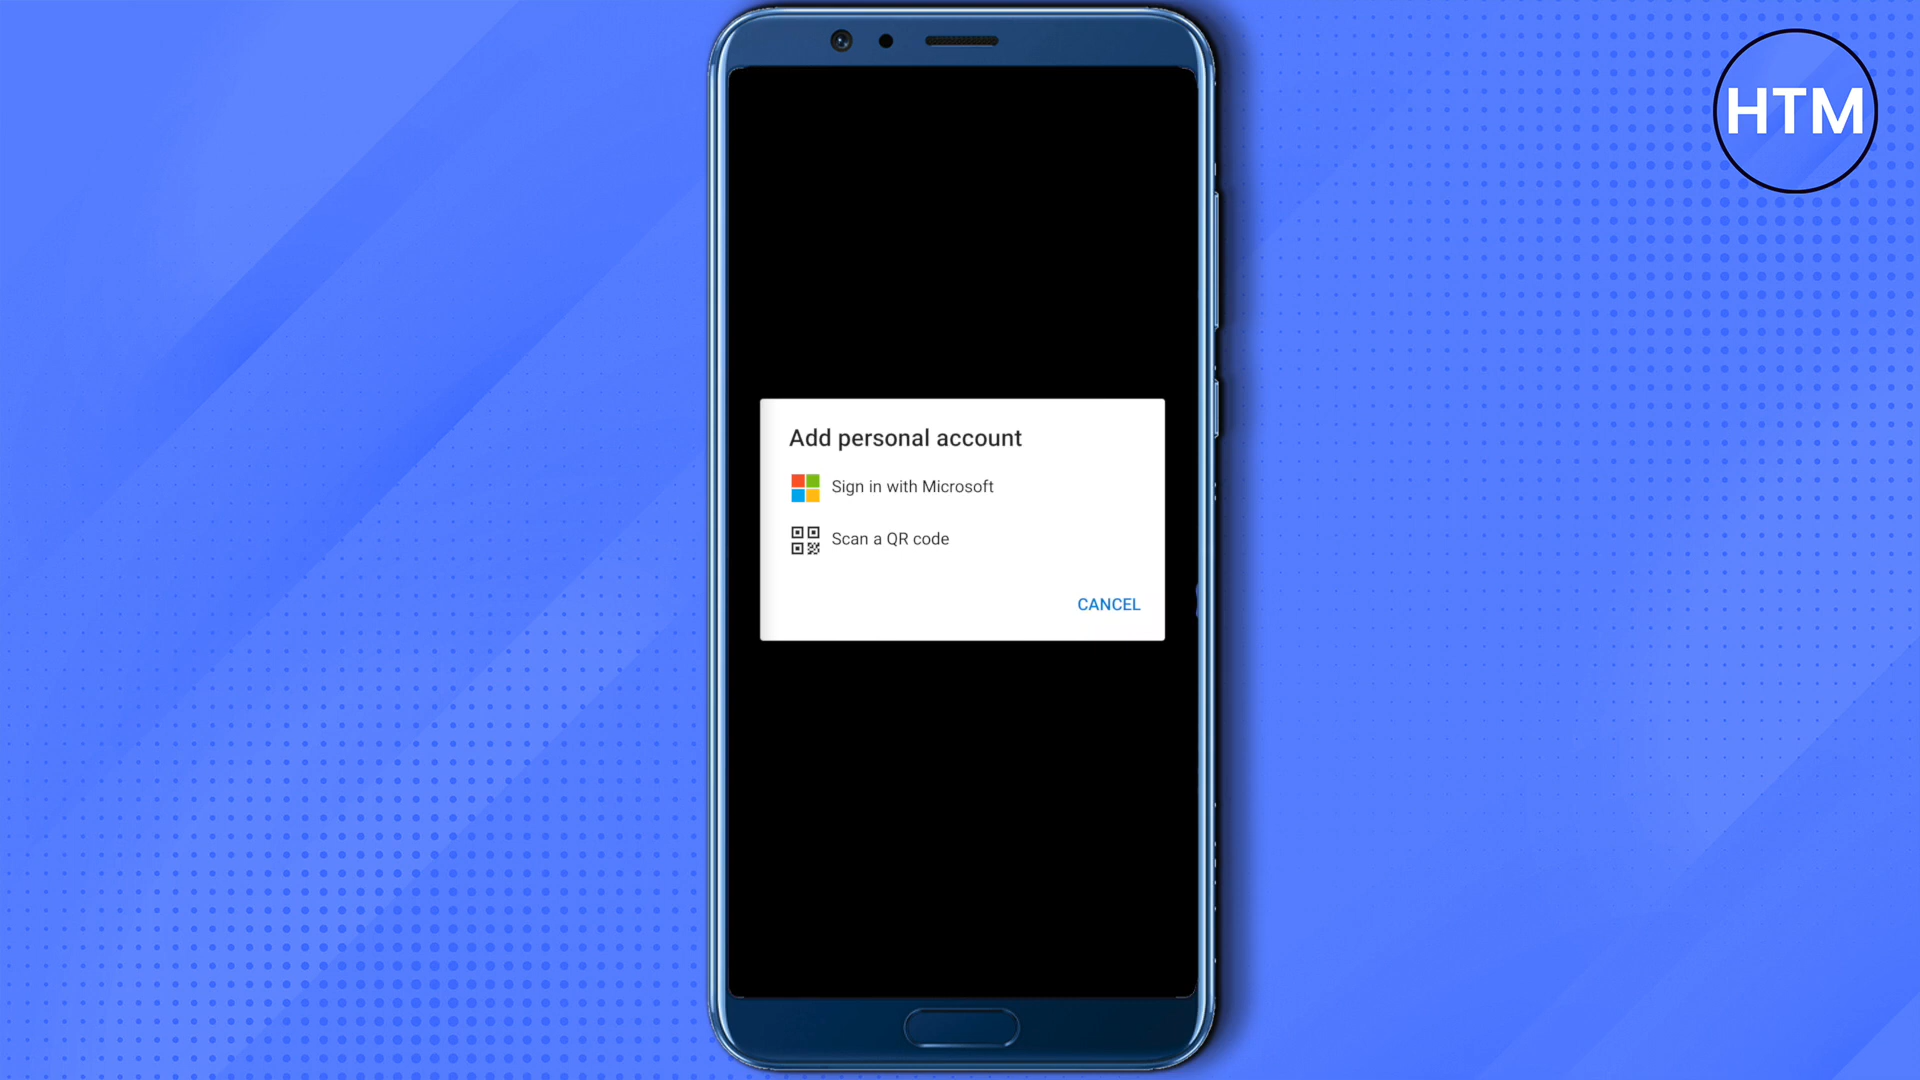 HTM
Add personal account
Sign in with Microsoft
Scan a QR code
CANCEL